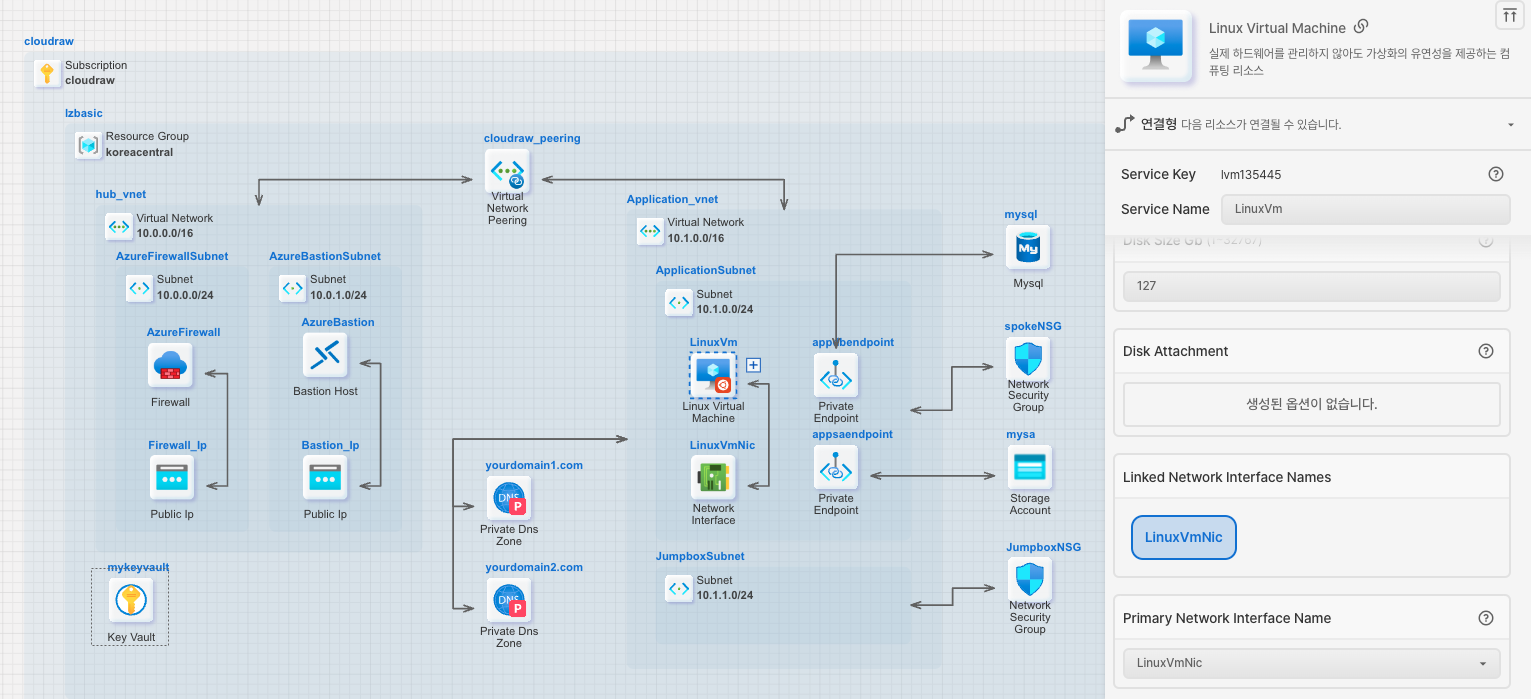 cloudraw
Subscription
cloudraw
lzbasic
Resource Group
koreacentral
cloudraw_peering
Virtual
Network
Peering
hub_vnet
Virtual Network
10.0.0.0/16
AzureFirewallSubnet
Subnet
10.0.0.0/24
AzureFirewall
Firewall
Firewall_Ip
Public Ip
AzureBastionSubnet
Subnet
10.0.1.0/24
AzureBastion
Bastion Host
Bastion_Ip
Public Ip
mykeyvault
Key Vault
yourdomain1.com
DNS
P
Private Dns
Zone
yourdomain2.com
DNS
P
Private Dns
Zone
Application_vnet
Virtual Network
10.1.0.0/16
ApplicationSubnet
Subnet
10.1.0.0/24
LinuxVm
Linux Virtual
Machine
LinuxVmNic
Network
Interface
Private
Endpoint
appsaendpoint
Private
Endpoint
JumpboxSubnet
Subnet
10.1.1.0/24
mysql
My
Mysql
spokeNSG
Network
Security
Group
mysa
Storage
Account
JumpboxNSG
Network
Security
Group
Linux Virtual Machine
실제 하드웨어를 관리하지 않아도 가상화의 유연성을 제공하는 컴
퓨팅 리소스
연결형 다음 리소스가 연결될 수 있습니다.
Service Key lvm135445
Service Name LinuxVm
Disk Size Gb (1-32767)
127
Disk Attachment
생성된 옵션이 없습니다.
Linked Network Interface Names
LinuxVmNic
Primary Network Interface Name
LinuxVmNic